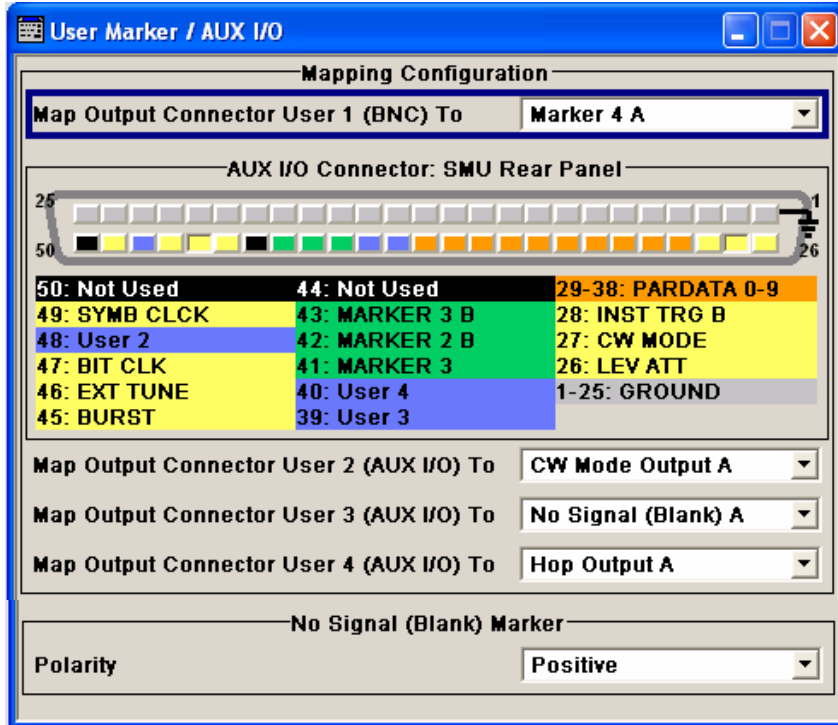 User Marker / AUX I/O
Mapping Configuration
Map Output Connector User 1 (BNC) To Marker 4 A
AUX I/O Connector: SMU Rear Panel
25 1
50 26
50: Not Used 44: Not Used 29-38: PARDATA 0-9
49: SYMB CLCK 43: MARKER 3 B 28: INST TRG B
48: User 2 42: MARKER 2 B 27: CW MODE
47: BIT CLK 41: MARKER 3 26: LEV ATT
46: EXT TUNE 40: User 4 1-25: GROUND
45: BURST 39: User 3
Map Output Connector User 2 (AUX I/O) To CW Mode Output A
Map Output Connector User 3 (AUX I/O) To No Signal (Blank) A
Map Output Connector User 4 (AUX I/O) To Hop Output A
No Signal (Blank) Marker
Polarity Positive